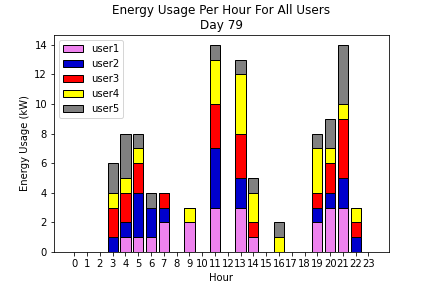 Energy Usage Per Hour For All Users
Day 79
14
12
10
8
6
4
2
0
Energy Usage (kW)
user1
user2
user3
user4
user5
0 1 2 3 4 5 6 7 8 9 10 11 12 13 14 15 16 17 18 19 20 21 22 23
Hour